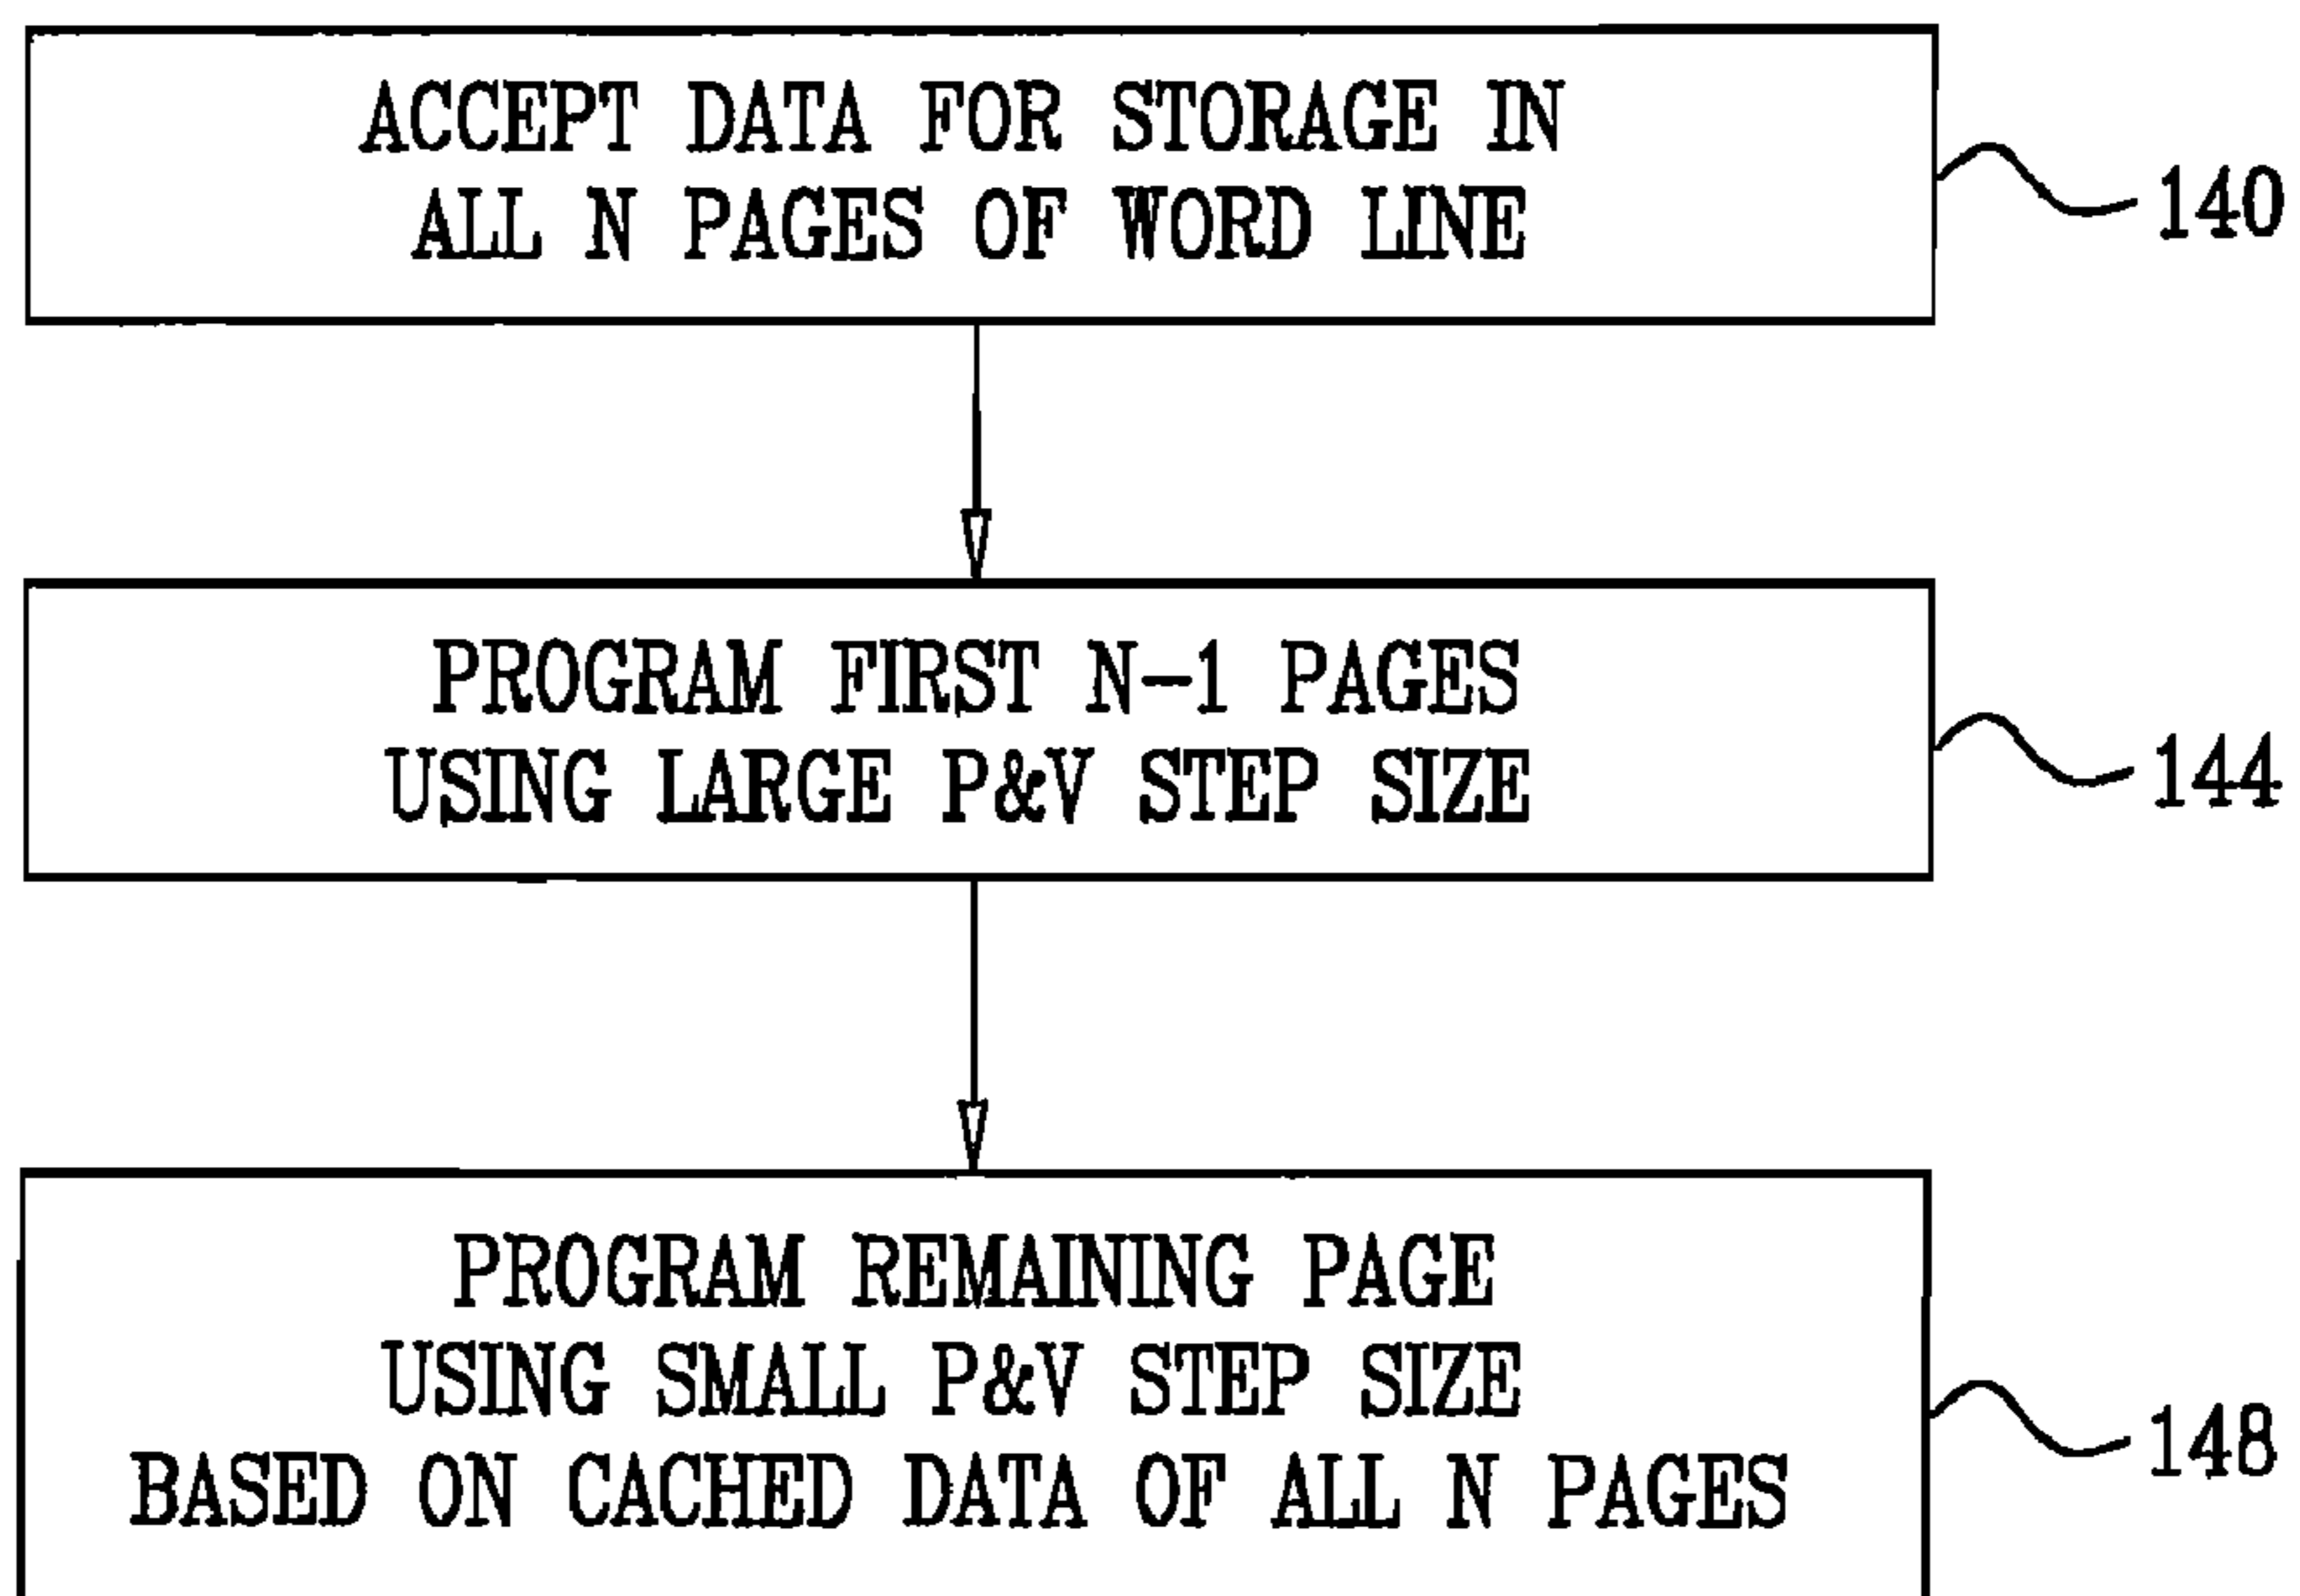 ACCEPT DATA FOR STORAGE IN
ALL N PAGES OF WORD LINE
140
PROGRAM FIRST N-1 PAGES
USING LARGE P&V STEP SIZE
144
PROGRAM REMAINING PAGE
USING SMALL P&V STEP SIZE
BASED ON CACHED DATA OF ALL N PAGES
148